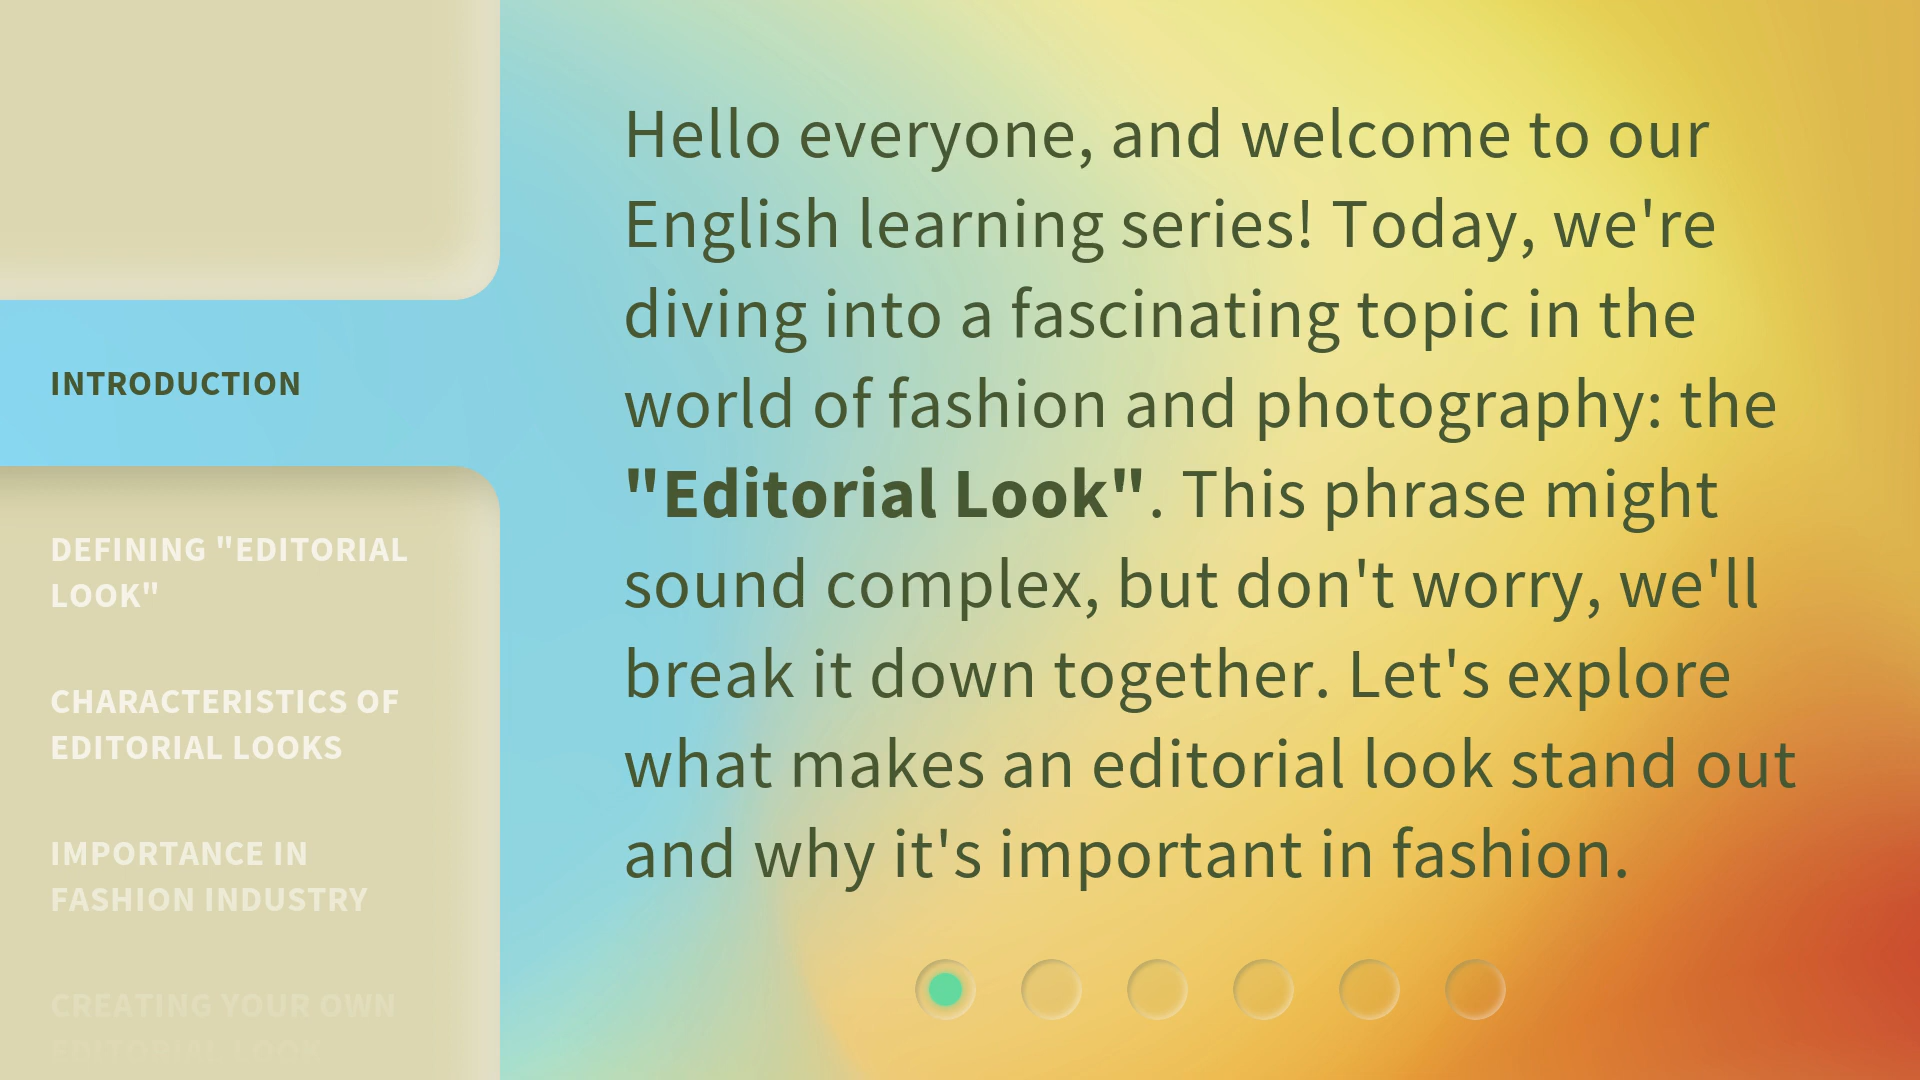 INTRODUCTION
DEFINING "EDITORIAL
LOOK"
CHARACTERISTICS OF
EDITORIAL LOOKS
IMPORTANCE IN
FASHION INDUSTRY
CREATING YOUR OWN
EDITORIAL LOOK
Hello everyone, and welcome to our
English learning series! Today, we're
diving into a fascinating topic in the
world of fashion and photography: the
"Editorial Look". This phrase might
sound complex, but don't worry, we'll
break it down together. Let's explore
what makes an editorial look stand out
and why it's important in fashion.